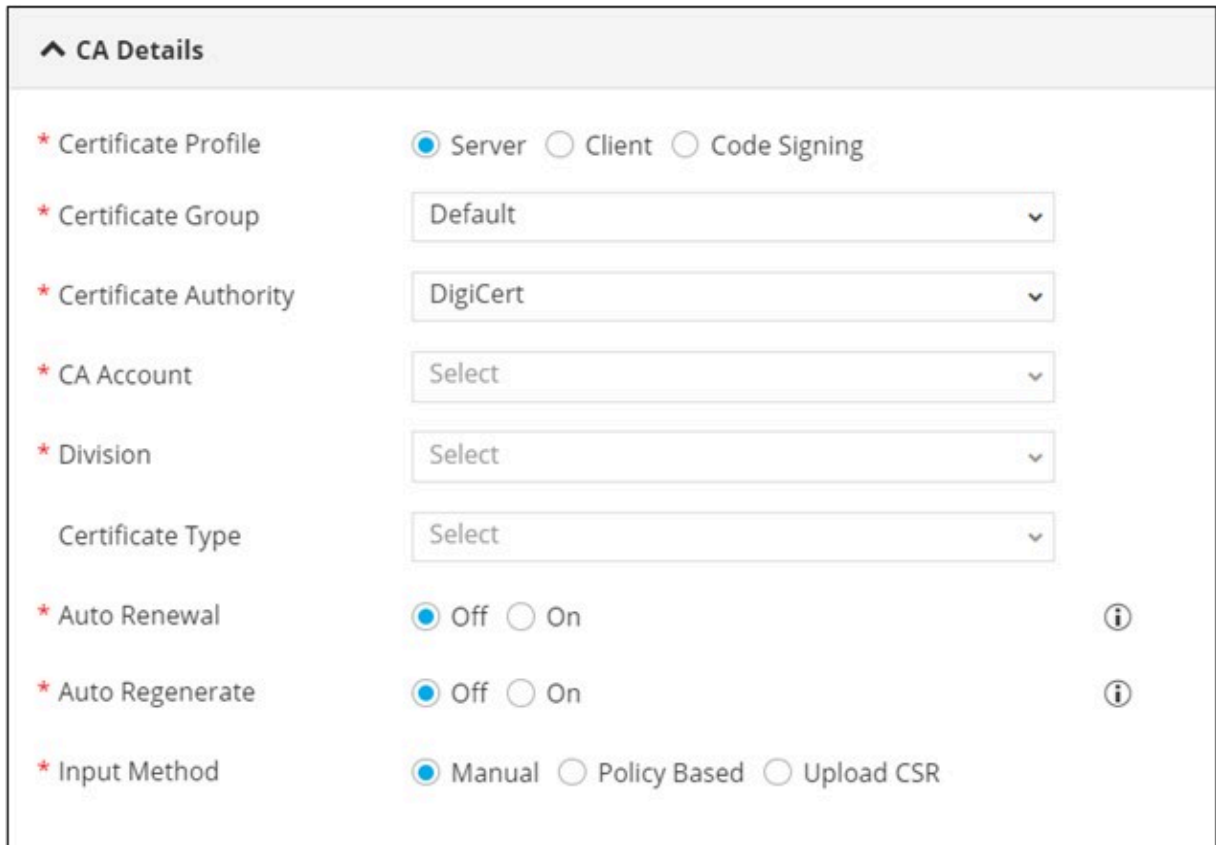 CA Details
* Certificate Profile Server Client Code Signing
* Certificate Group Default
* Certificate Authority DigiCert
* CA Account Select
* Division Select
Certificate Type Select
* Auto Renewal Off On
* Auto Regenerate Off On
* Input Method Manual Policy Based Upload CSR